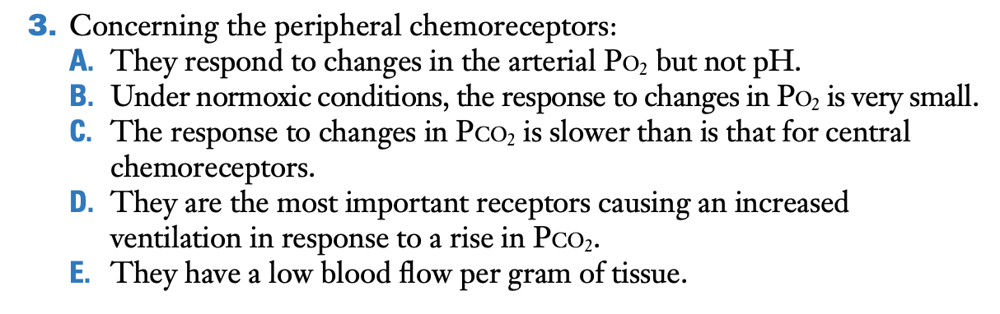 3. Concerning the peripheral chemoreceptors:
A. They respond to changes in the arterial PO₂ but not pH.
B. Under normoxic conditions, the response to changes in PO₂ is very small.
C. The response to changes in PCO₂ is slower than is that for central
chemoreceptors.
D. They are the most important receptors causing an increased
ventilation in response to a rise in PCO₂.
E. They have a low blood flow per gram of tissue.